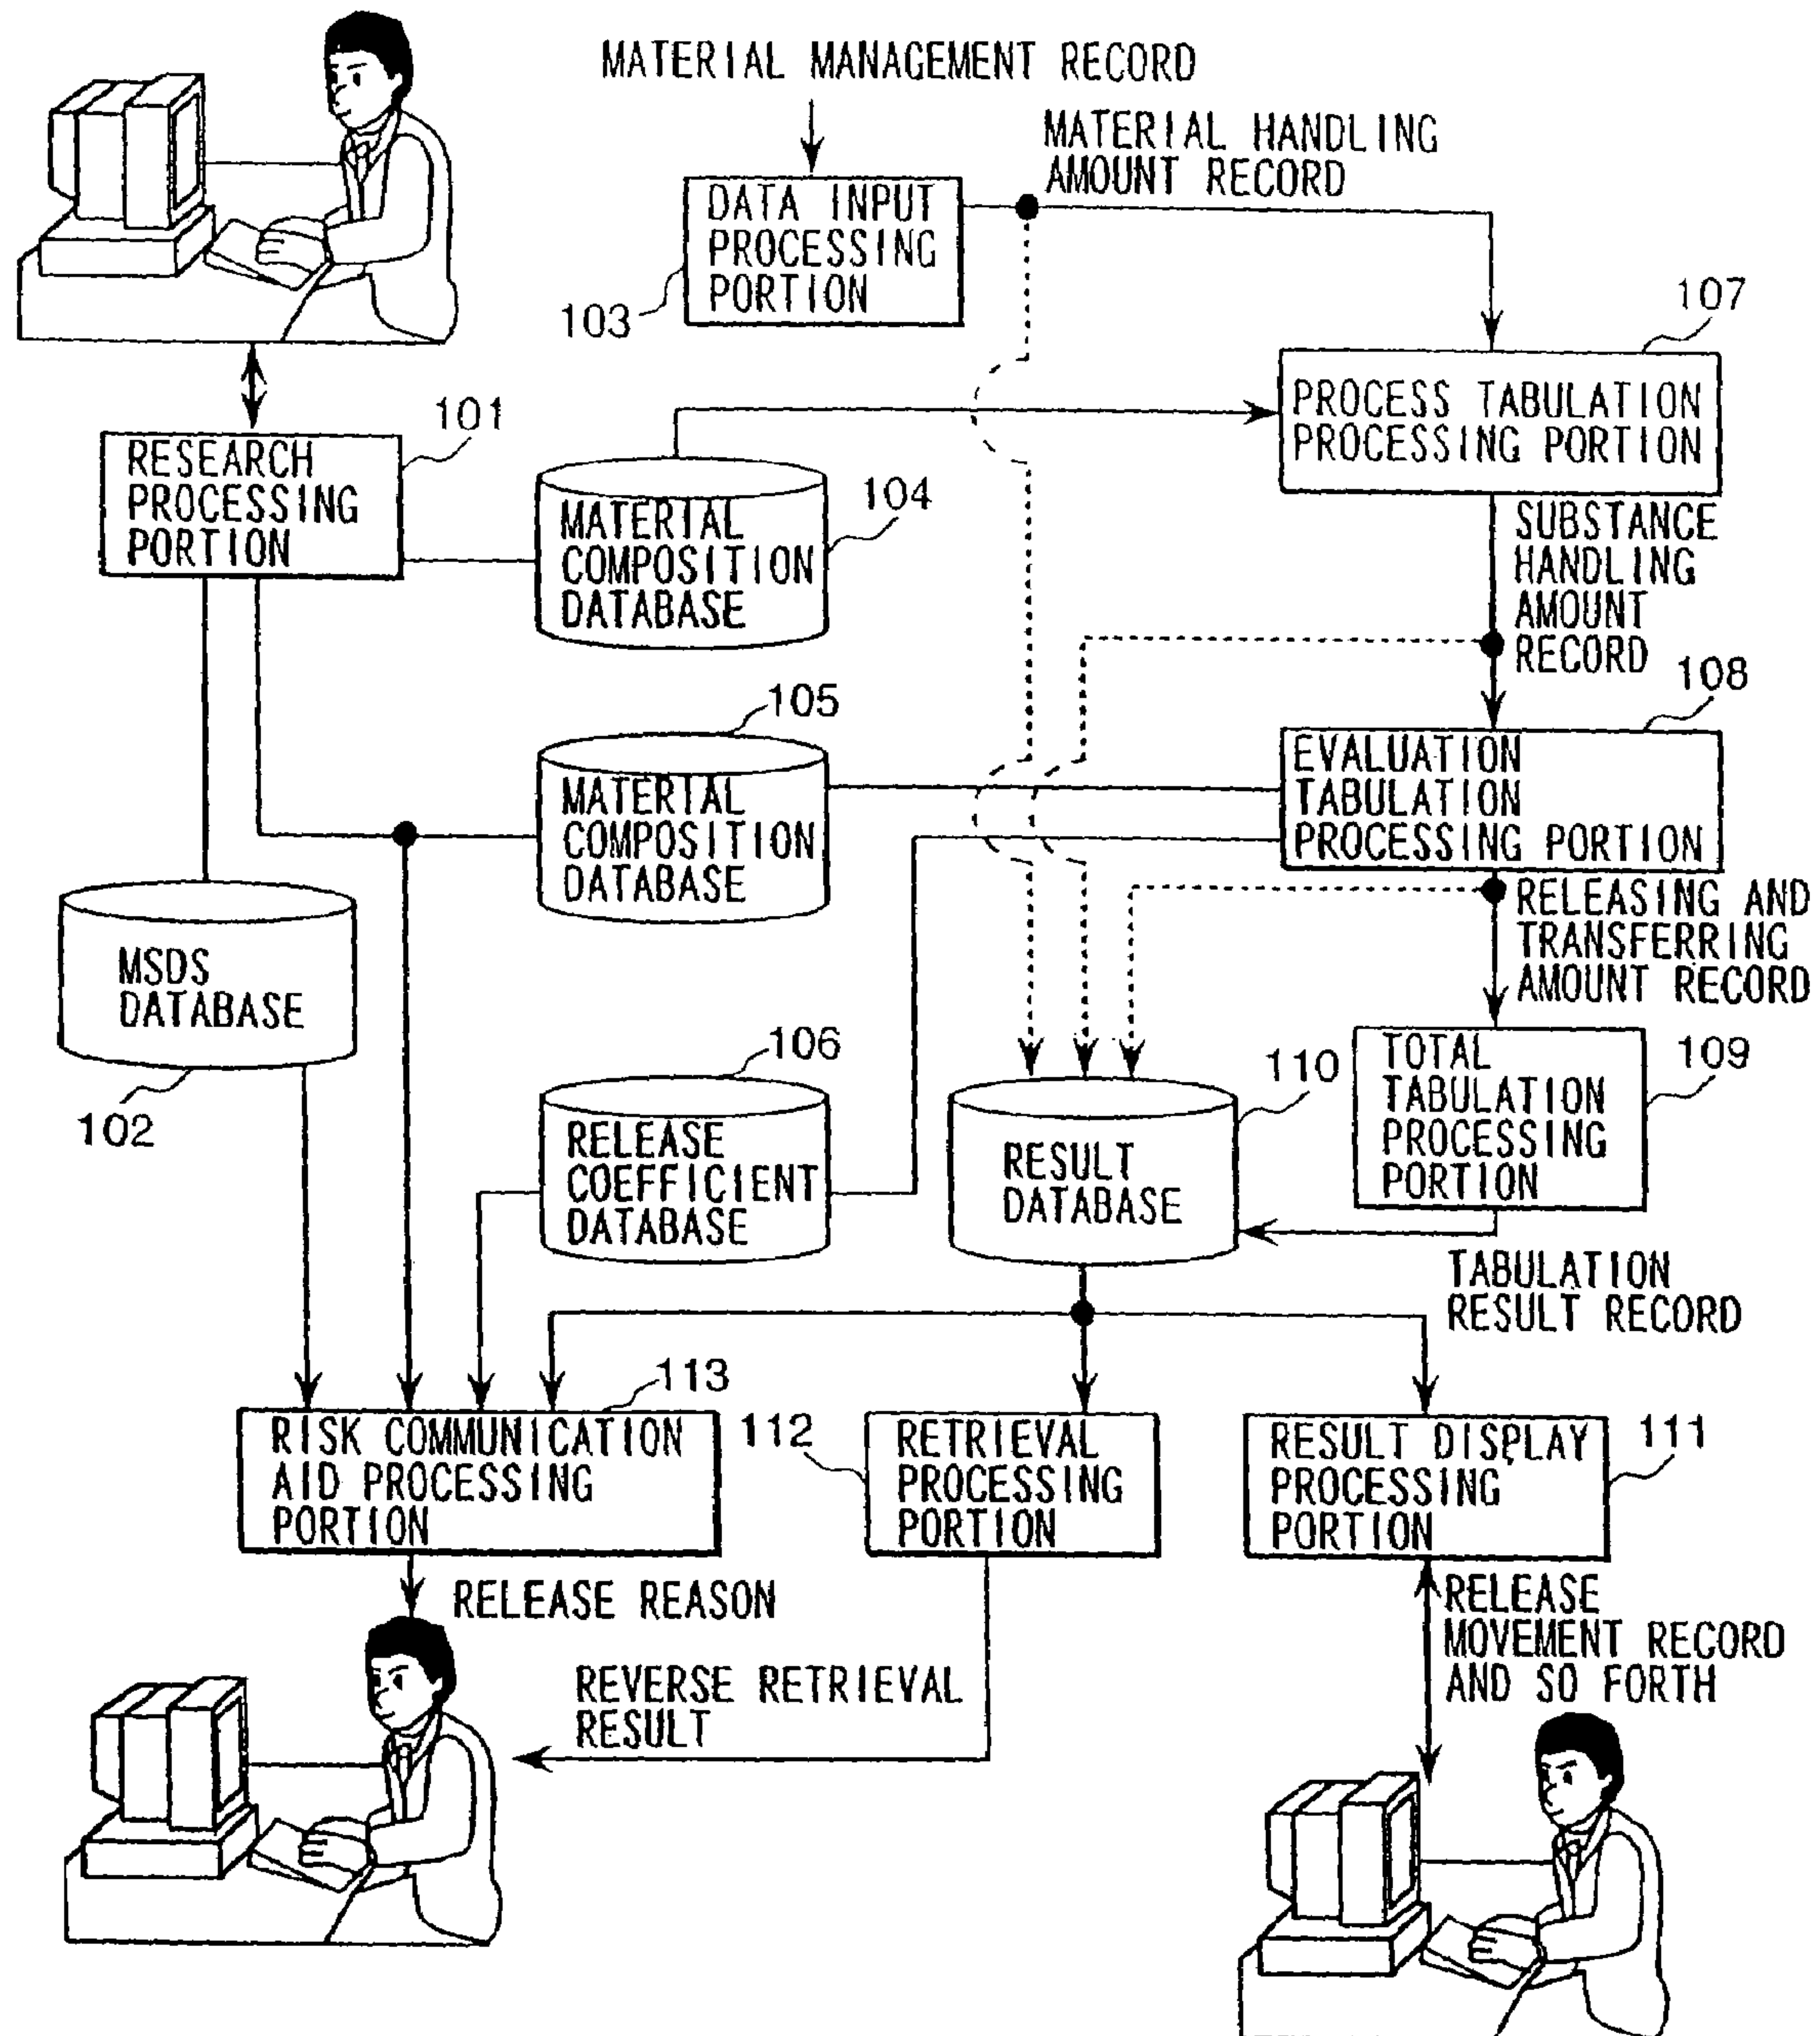 MATERIAL MANAGEMENT RECORD
MATERIAL HANDLING
AMOUNT RECORD
DATA INPUT
PROCESSING
PORTION
103
107
PROCESS TABULATION
PROCESSING PORTION
101
RESEARCH
PROCESSING
PORTION
104
MATERIAL
COMPOSITION
DATABASE
SUBSTANCE
HANDLING
AMOUNT
RECORD
105
MATERIAL
COMPOSITION
DATABASE
108
EVALUATION
TABULATION
PROCESSING PORTION
RELEASING AND
TRANSFERRING
AMOUNT RECORD
MSDS
DATABASE
102
106
RELEASE
COEFFICIENT
DATABASE
110
RESULT
DATABASE
TOTAL
TABULATION
PROCESSING
PORTION
109
TABULATION
RESULT RECORD
113
RISK COMMUNICATION
AID PROCESSING
PORTION
112
RETRIEVAL
PROCESSING
PORTION
RESULT DISPLAY
PROCESSING
PORTION
111
RELEASE REASON
REVERSE RETRIEVAL
RESULT
RELEASE
MOVEMENT RECORD
AND SO FORTH